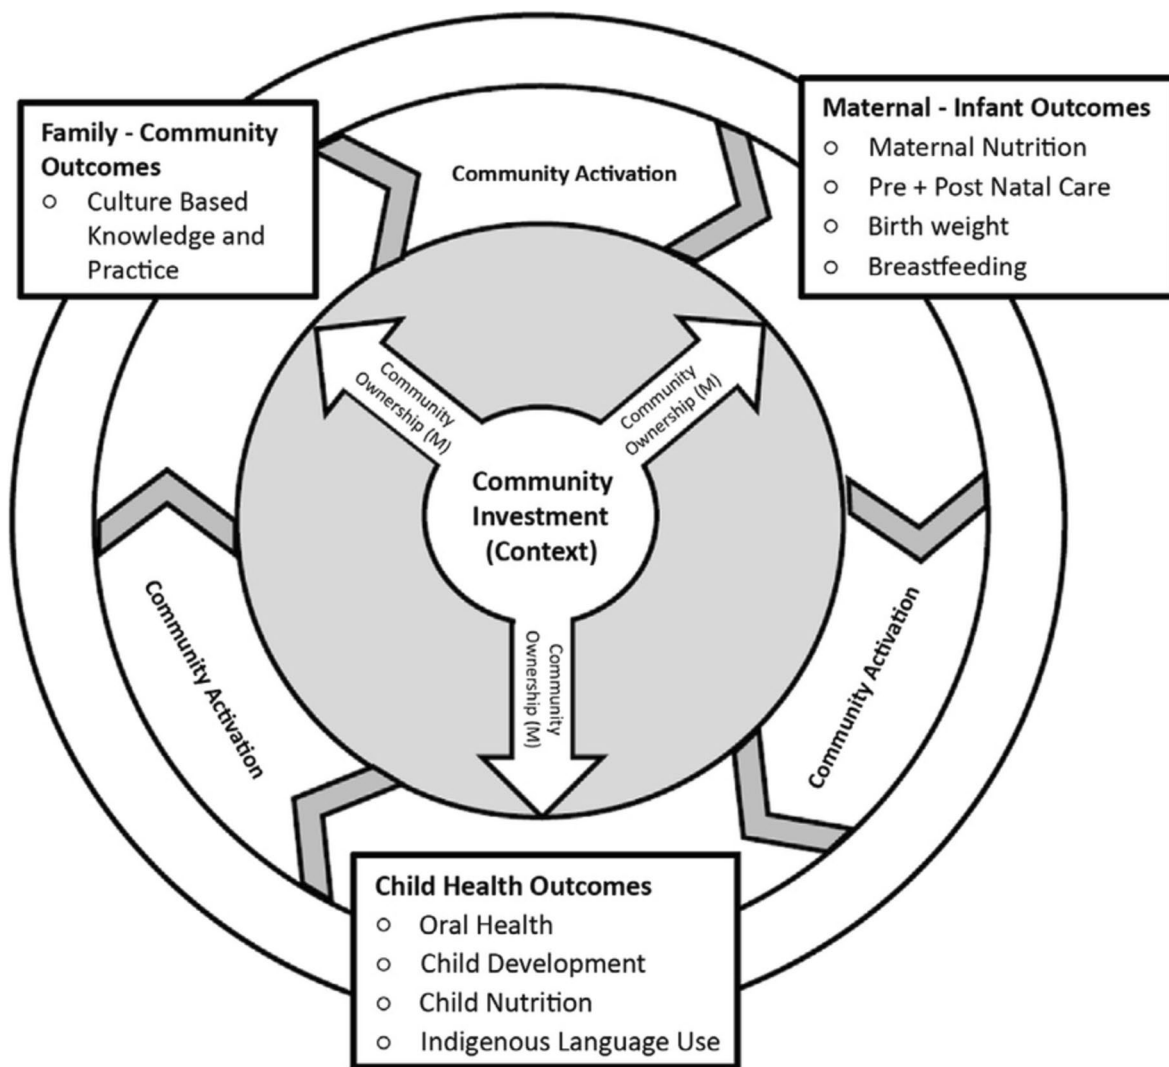 Family - Community
Outcomes
○ Culture Based
Knowledge and
Practice
Community Activation
Maternal - Infant Outcomes
○ Maternal Nutrition
○ Pre + Post Natal Care
○ Birth weight
○ Breastfeeding
Community
Ownership (M)
Community
Ownership (M)
Community
Investment
(Context)
Community
Ownership (M)
Community Activation
Community Activation
Child Health Outcomes
○ Oral Health
○ Child Development
○ Child Nutrition
○ Indigenous Language Use